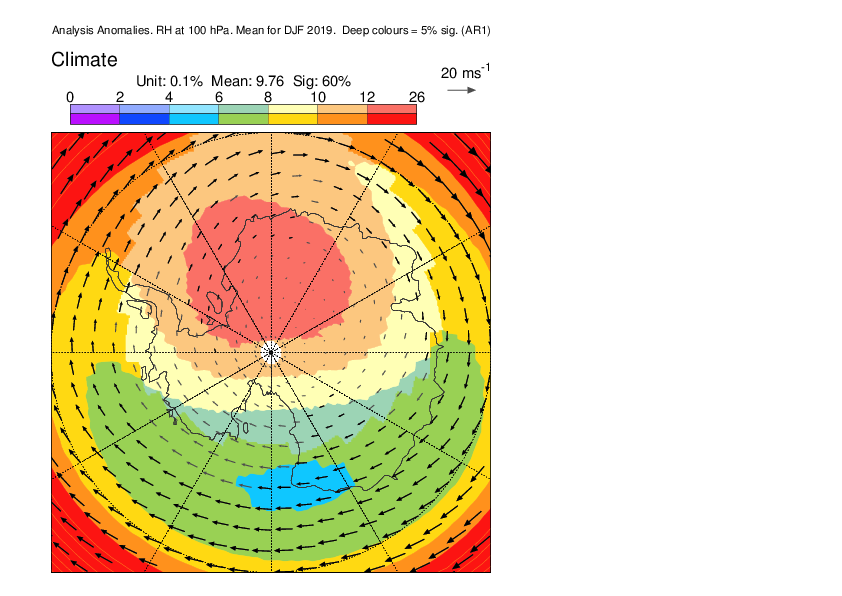 Analysis Anomalies. RH at 100 hPa. Mean for DJF 2019. Deep colours = 5% sig. (AR1)
Climate
20 ms-1
Unit: 0.1% Mean: 9.76 Sig: 60%
0 2 4 6 8 10 12 26